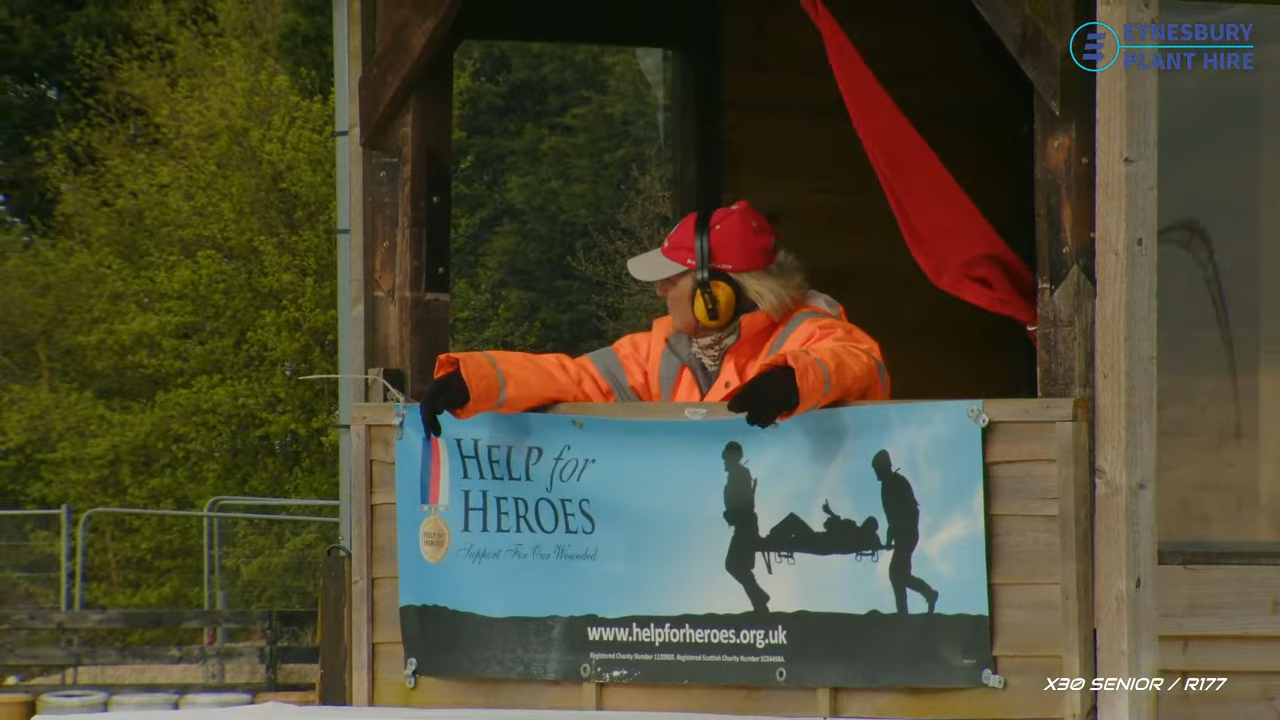 EYNESBURY
PLANT HIRE
HELP for
HEROES
Support For Our Wounded
www.helpforheroes.org.uk
X30 SENIOR / R177